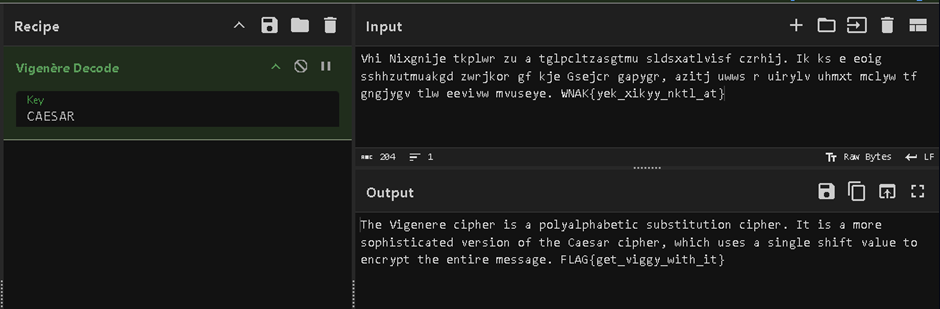 Recipe
Vigenère Decode
Key
CAESAR
Input
Vhi Nixgnije tkplwr zu a tglpcltzasgtmu sldsxatlvisf czrhij. Ik ks e eoig
sshhzutmuakgd zwrjkor gf kje Gsejcr gapygr, azitj uwws r uirylv uhmxt mclyw tf
gngjygv tlw eevivw mvuseye. WNAK{yek_xikyy_nktl_at}
204 1 Raw Bytes LF
Output
The Vigenere cipher is a polyalphabetic substitution cipher. It is a more
sophisticated version of the Caesar cipher, which uses a single shift value to
encrypt the entire message. FLAG{get_viggy_with_it}